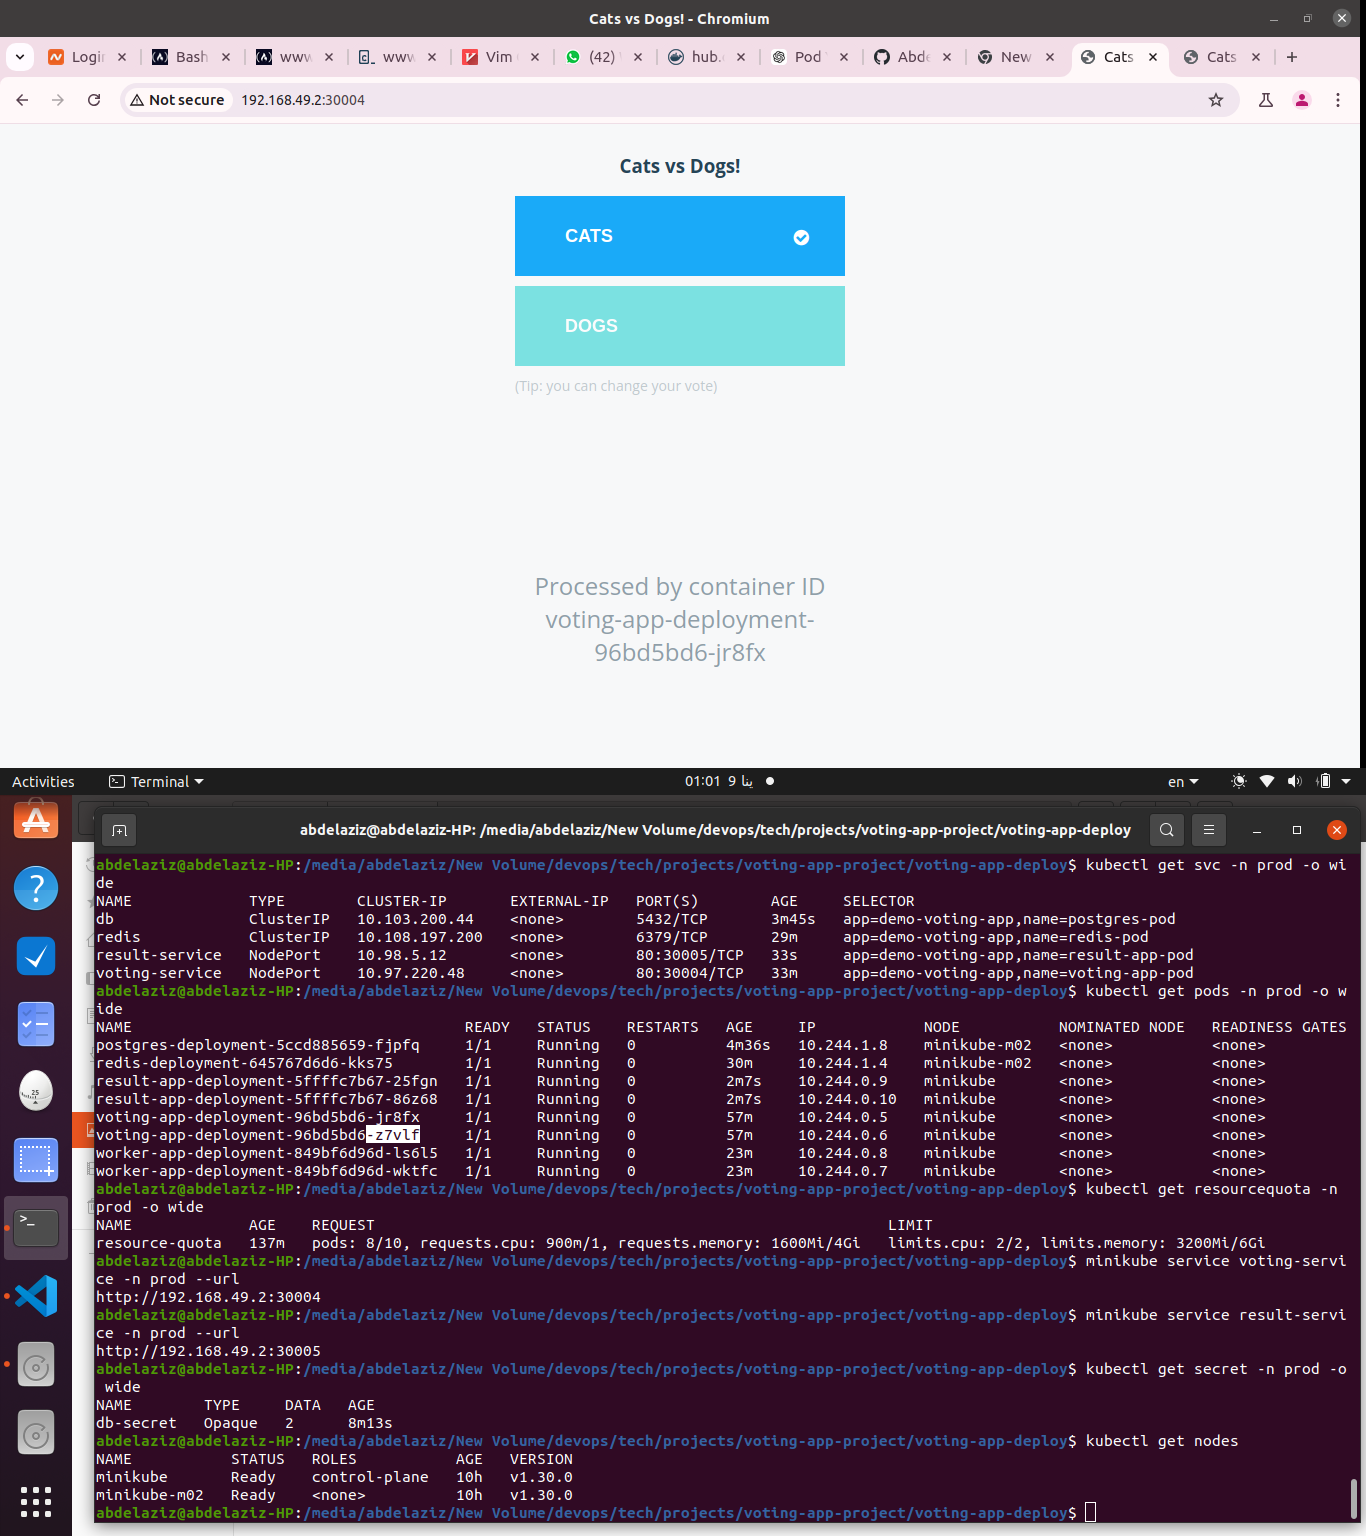 Cats vs Dogs! - Chromium
Login
Bash
www
www
Vim
(42)
hub.
Pod
Abde
New
Cats
Cats
Not secure 192.168.49.2:30004
Cats vs Dogs!
CATS
DOGS
(Tip: you can change your vote)
Processed by container ID
voting-app-deployment-
96bd5bd6-jr8fx
Activities Terminal 01:01 9 ينا en
abdelaziz@abdelaziz-HP: /media/abdelaziz/New Volume/devops/tech/projects/voting-app-project/voting-app-deploy
abdelaziz@abdelaziz-HP:/media/abdelaziz/New Volume/devops/tech/projects/voting-app-project/voting-app-deploy$ kubectl get svc -n prod -o wi
de
NAME TYPE CLUSTER-IP EXTERNAL-IP PORT(S) AGE SELECTOR
db ClusterIP 10.103.200.44 <none> 5432/TCP 3m45s app=demo-voting-app,name=postgres-pod
redis ClusterIP 10.108.197.200 <none> 6379/TCP 29m app=demo-voting-app,name=redis-pod
result-service NodePort 10.98.5.12 <none> 80:30005/TCP 33s app=demo-voting-app,name=result-app-pod
voting-service NodePort 10.97.220.48 <none> 80:30004/TCP 33m app=demo-voting-app,name=voting-app-pod
abdelaziz@abdelaziz-HP:/media/abdelaziz/New Volume/devops/tech/projects/voting-app-project/voting-app-deploy$ kubectl get pods -n prod -o w
ide
NAME READY STATUS RESTARTS AGE IP NODE NOMINATED NODE READINESS GATES
postgres-deployment-5ccd885659-fjpfq 1/1 Running 0 4m36s 10.244.1.8 minikube-m02 <none> <none>
redis-deployment-645767d6d6-kks75 1/1 Running 0 30m 10.244.1.4 minikube-m02 <none> <none>
result-app-deployment-5ffffc7b67-25fgn 1/1 Running 0 2m7s 10.244.0.9 minikube <none> <none>
result-app-deployment-5ffffc7b67-86z68 1/1 Running 0 2m7s 10.244.0.10 minikube <none> <none>
voting-app-deployment-96bd5bd6-jr8fx 1/1 Running 0 57m 10.244.0.5 minikube <none> <none>
voting-app-deployment-96bd5bd6-z7vlf 1/1 Running 0 57m 10.244.0.6 minikube <none> <none>
worker-app-deployment-849bf6d96d-ls6l5 1/1 Running 0 23m 10.244.0.8 minikube <none> <none>
worker-app-deployment-849bf6d96d-wktfc 1/1 Running 0 23m 10.244.0.7 minikube <none> <none>
abdelaziz@abdelaziz-HP:/media/abdelaziz/New Volume/devops/tech/projects/voting-app-project/voting-app-deploy$ kubectl get resourcequota -n
prod -o wide
NAME AGE REQUEST LIMIT
resource-quota 137m pods: 8/10, requests.cpu: 900m/1, requests.memory: 1600Mi/4Gi limits.cpu: 2/2, limits.memory: 3200Mi/6Gi
abdelaziz@abdelaziz-HP:/media/abdelaziz/New Volume/devops/tech/projects/voting-app-project/voting-app-deploy$ minikube service voting-servi
ce -n prod --url
http://192.168.49.2:30004
abdelaziz@abdelaziz-HP:/media/abdelaziz/New Volume/devops/tech/projects/voting-app-project/voting-app-deploy$ minikube service result-servi
ce -n prod --url
http://192.168.49.2:30005
abdelaziz@abdelaziz-HP:/media/abdelaziz/New Volume/devops/tech/projects/voting-app-project/voting-app-deploy$ kubectl get secret -n prod -o
wide
NAME TYPE DATA AGE
db-secret Opaque 2 8m13s
abdelaziz@abdelaziz-HP:/media/abdelaziz/New Volume/devops/tech/projects/voting-app-project/voting-app-deploy$ kubectl get nodes
NAME STATUS ROLES AGE VERSION
minikube Ready control-plane 10h v1.30.0
minikube-m02 Ready <none> 10h v1.30.0
abdelaziz@abdelaziz-HP:/media/abdelaziz/New Volume/devops/tech/projects/voting-app-project/voting-app-deploy$